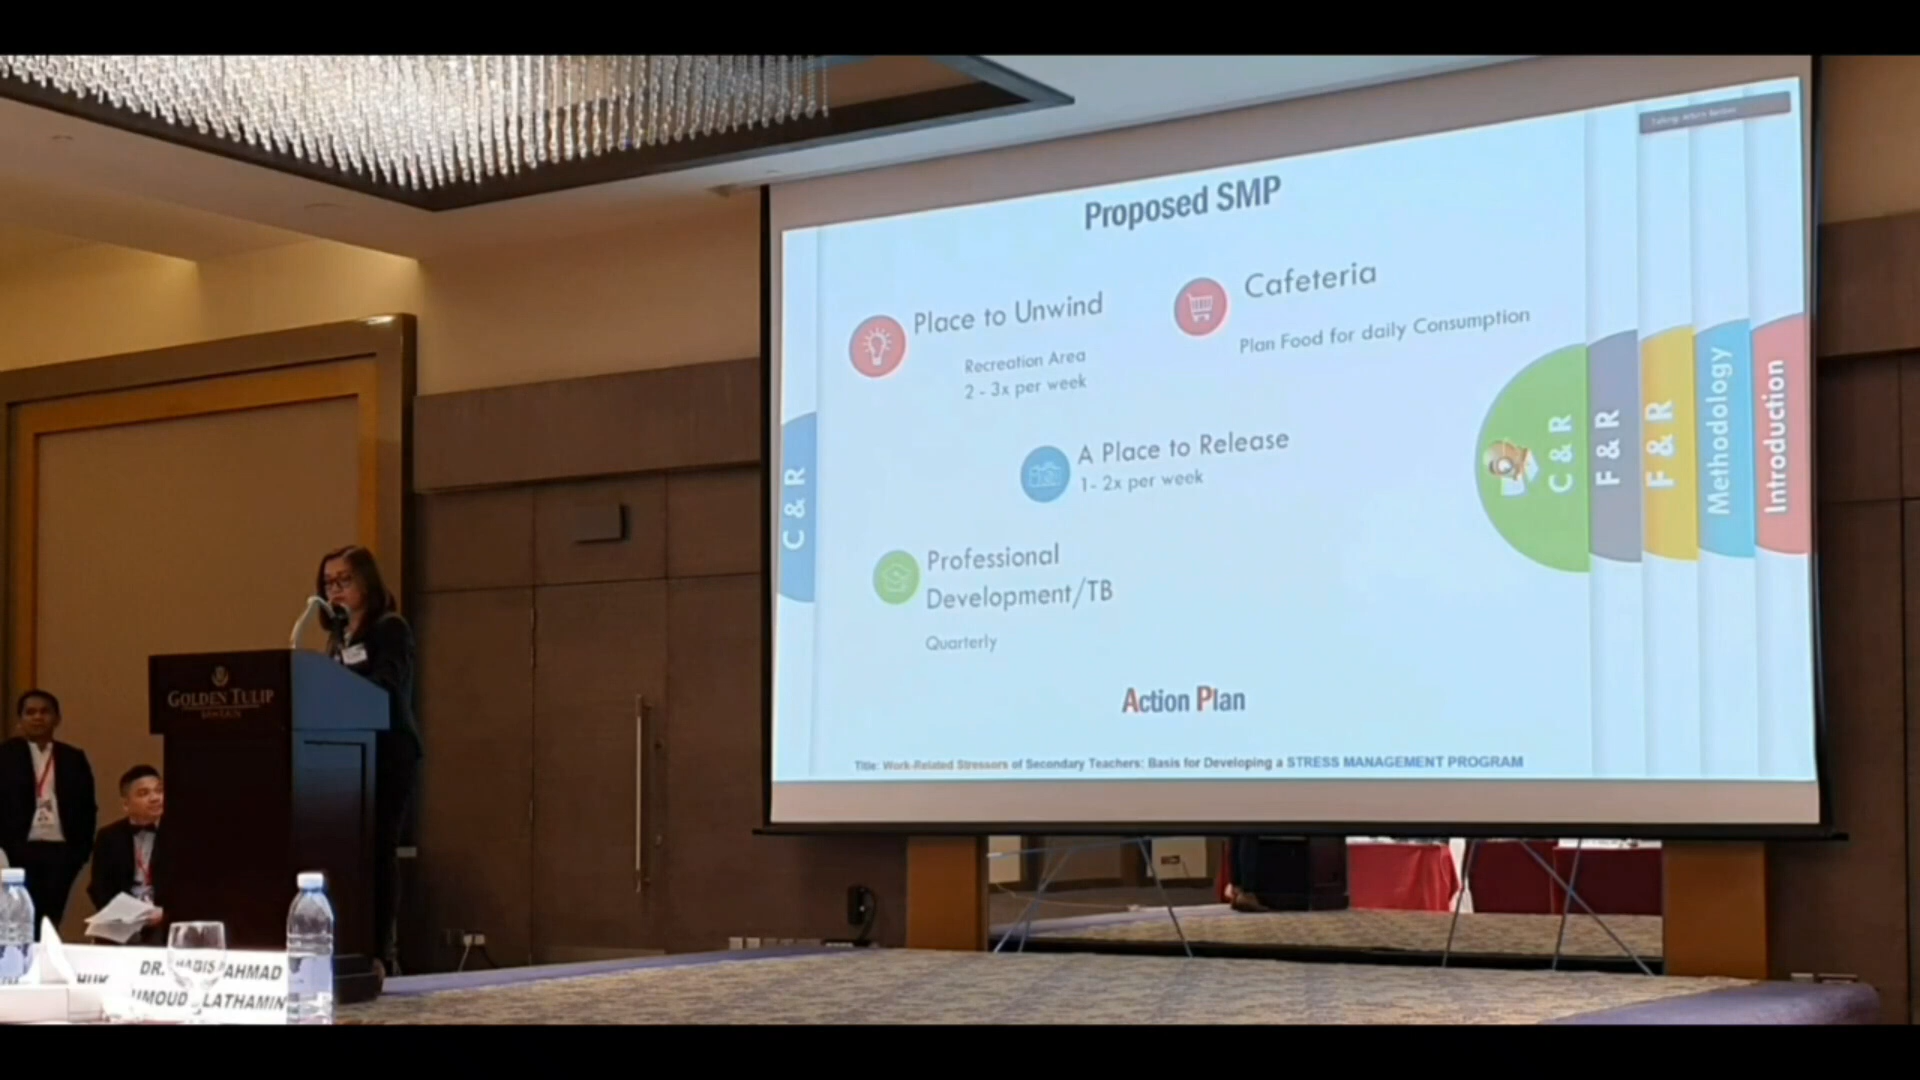 Proposed SMP
Place to Unwind
Recreation Area
2 - 3x per week
Cafeteria
Plan Food for daily Consumption
A Place to Release
1- 2x per week
Professional
Development/TB
Quarterly
Action Plan
Title: Work-Related Stressors of Secondary Teachers: Basis for Developing a STRESS MANAGEMENT PROGRAM
C & R
C & R
F & R
F & R
Methodology
Introduction
GOLDEN TULIP
DR. AHMAD